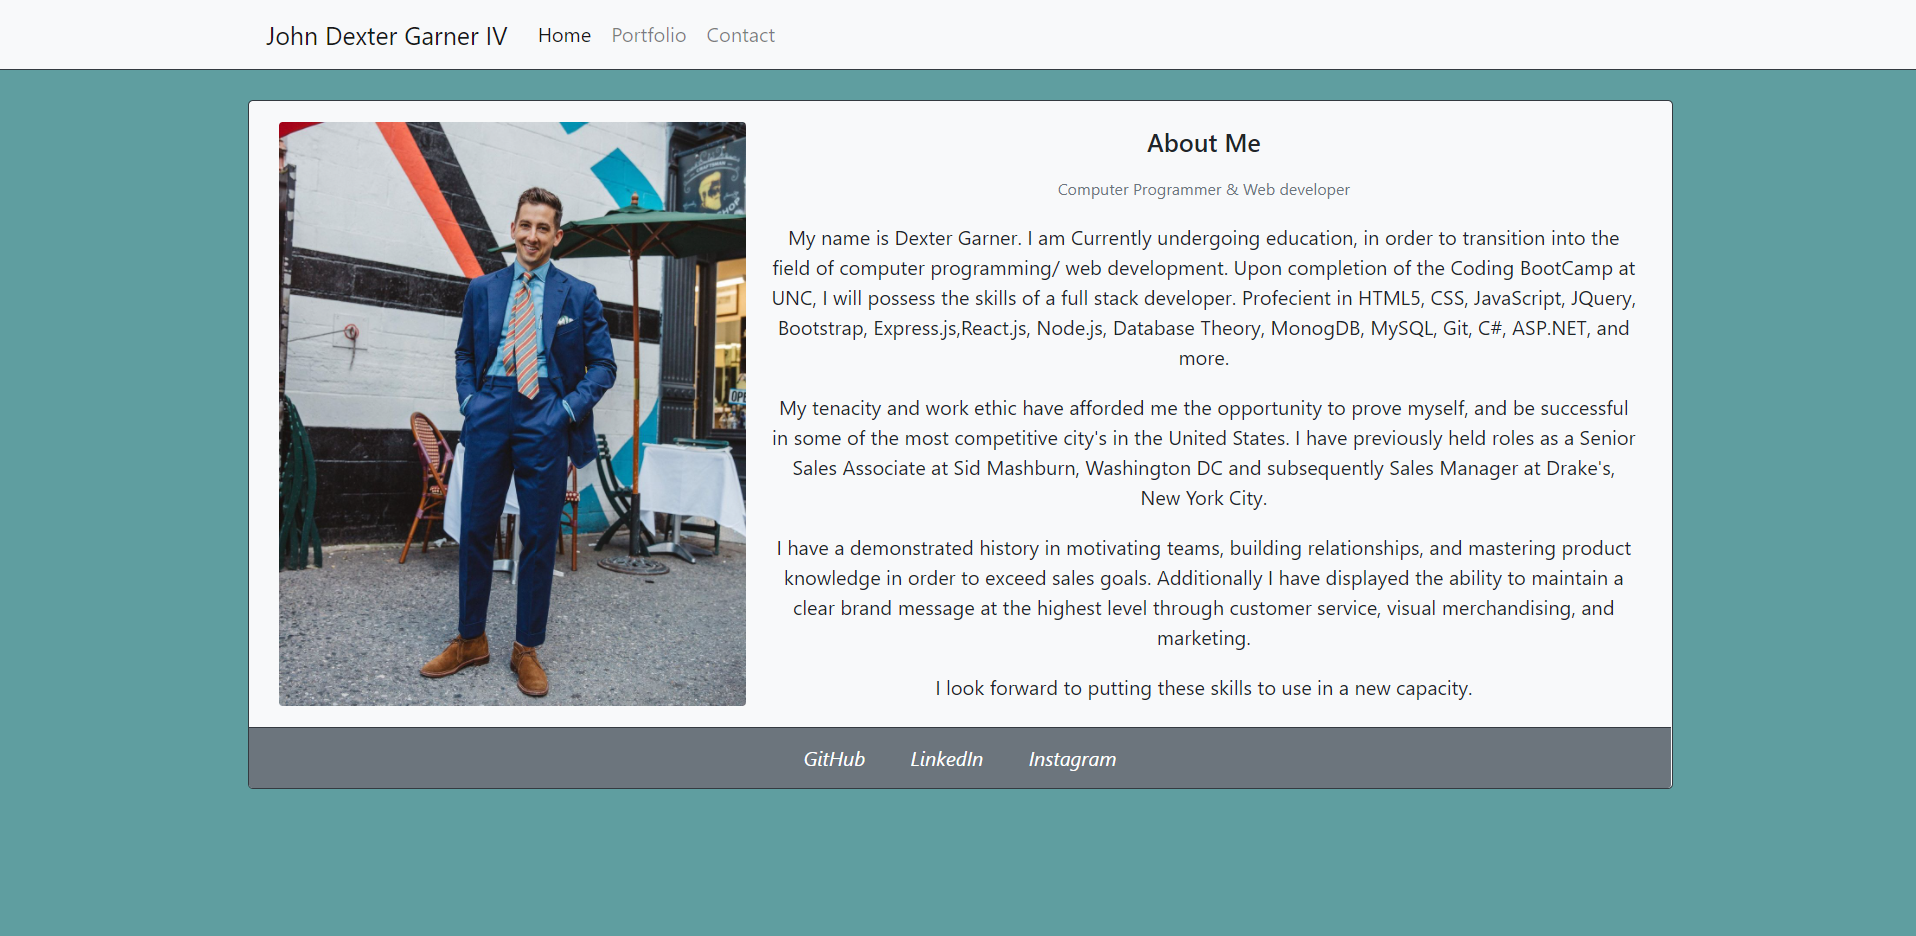 John Dexter Garner IV Home Portfolio Contact
About Me
Computer Programmer & Web developer
My name is Dexter Garner. I am Currently undergoing education, in order to transition into the
field of computer programming/ web development. Upon completion of the Coding BootCamp at
UNC, I will possess the skills of a full stack developer. Profecient in HTML5, CSS, JavaScript, JQuery,
Bootstrap, Express.js,React.js, Node.js, Database Theory, MonogDB, MySQL, Git, C#, ASP.NET, and
more.
My tenacity and work ethic have afforded me the opportunity to prove myself, and be successful
in some of the most competitive city's in the United States. I have previously held roles as a Senior
Sales Associate at Sid Mashburn, Washington DC and subsequently Sales Manager at Drake's,
New York City.
I have a demonstrated history in motivating teams, building relationships, and mastering product
knowledge in order to exceed sales goals. Additionally I have displayed the ability to maintain a
clear brand message at the highest level through customer service, visual merchandising, and
marketing.
I look forward to putting these skills to use in a new capacity.
GitHub LinkedIn Instagram